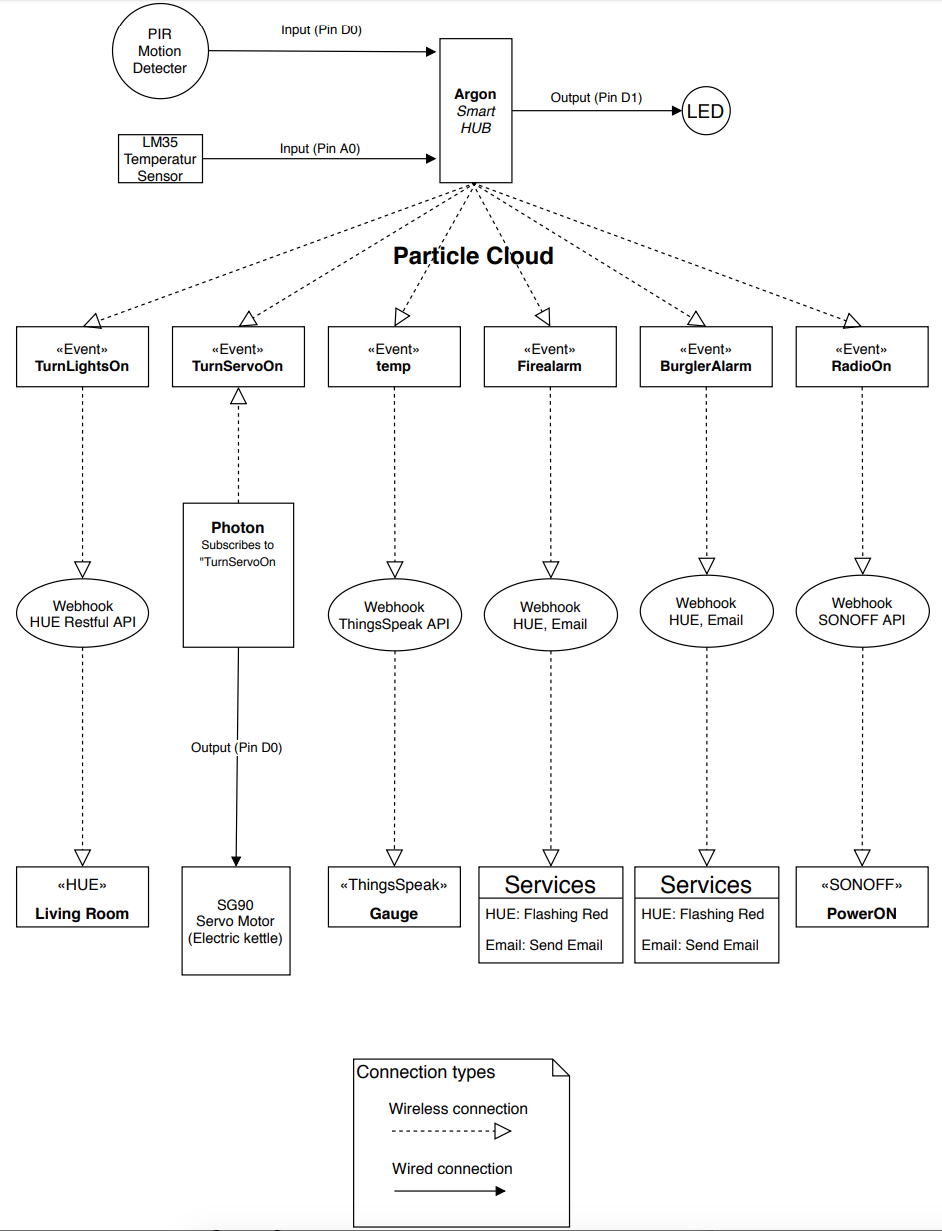 PIR
Motion
Detecter
Input (Pin D0)
Argon
Smart
HUB
Output (Pin D1)
LED
LM35
Temperatur
Sensor
Input (Pin A0)
Particle Cloud
«Event»
TurnLightsOn
«Event»
TurnServoOn
«Event»
temp
«Event»
Firealarm
«Event»
BurglerAlarm
«Event»
RadioOn
Photon
Subscribes to
"TurnServoOn
Webhook
HUE Restful API
Webhook
ThingsSpeak API
Webhook
HUE, Email
Webhook
HUE, Email
Webhook
SONOFF API
Output (Pin D0)
«HUE»
Living Room
SG90
Servo Motor
(Electric kettle)
«ThingsSpeak»
Gauge
Services
HUE: Flashing Red
Email: Send Email
Services
HUE: Flashing Red
Email: Send Email
«SONOFF»
PowerON
Connection types
Wireless connection
Wired connection